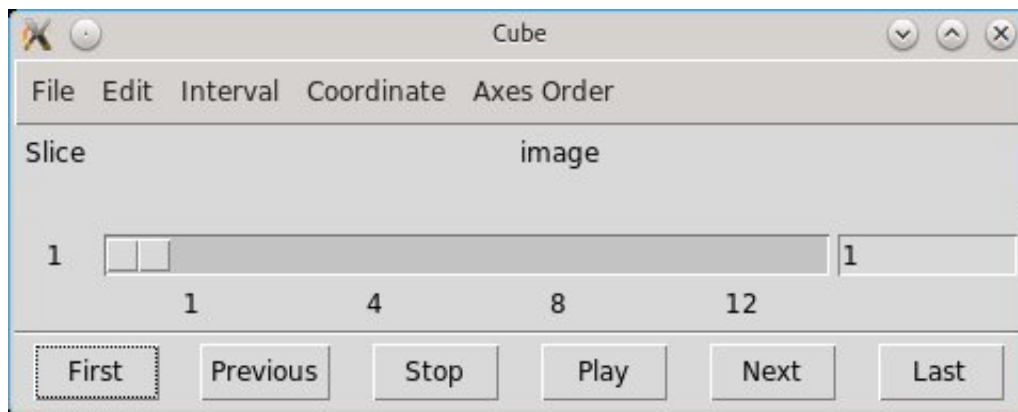 Cube
File Edit Interval Coordinate Axes Order
Slice image
1 1
1 4 8 12
First Previous Stop Play Next Last